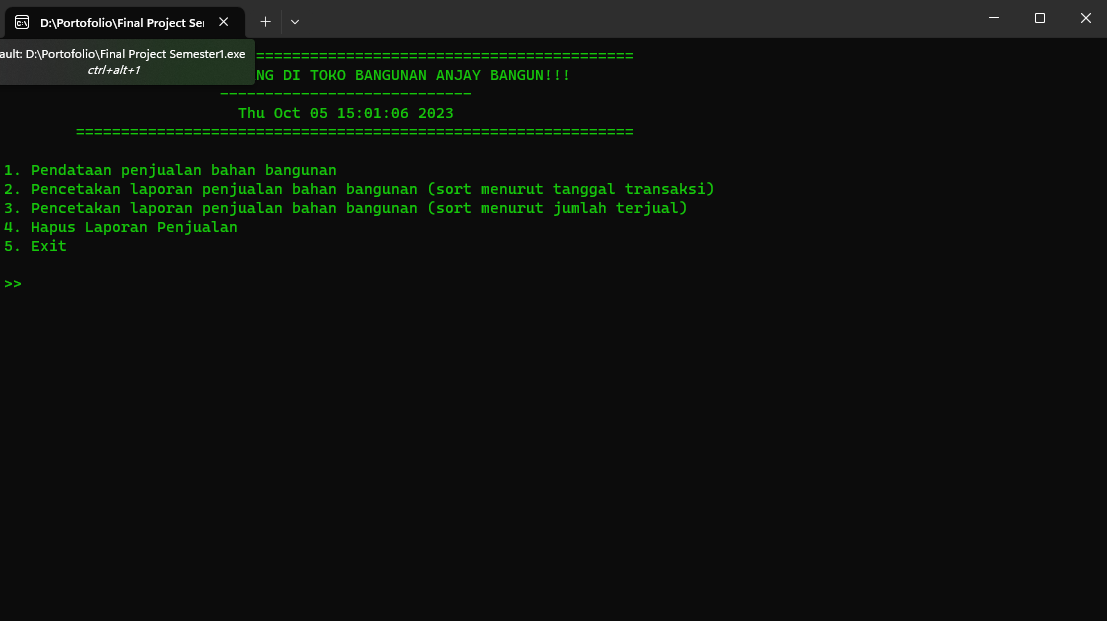 D:\Portofolio\Final Project Ser
ault: D:\Portofolio\Final Project Semester1.exe
ctrl+alt+1
==========================================
NG DI TOKO BANGUNAN ANJAY BANGUN!!!
----------------------------
Thu Oct 05 15:01:06 2023
==============================================================
1. Pendataan penjualan bahan bangunan
2. Pencetakan laporan penjualan bahan bangunan (sort menurut tanggal transaksi)
3. Pencetakan laporan penjualan bahan bangunan (sort menurut jumlah terjual)
4. Hapus Laporan Penjualan
5. Exit
>>